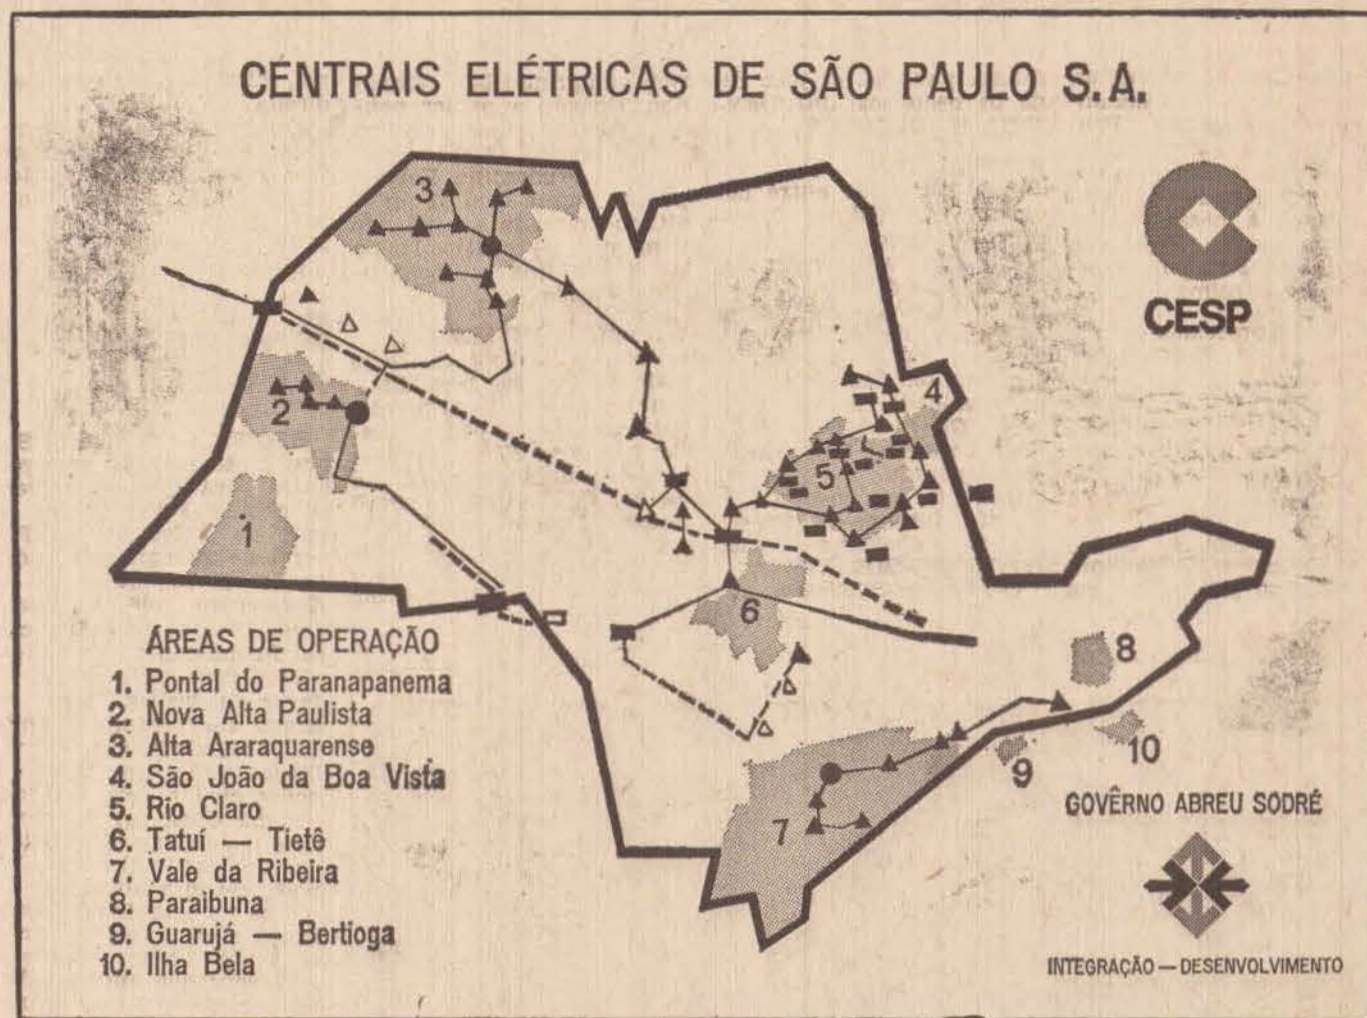 CENTRAIS ELÉTRICAS DE SÃO PAULO S.A.
3
CESP
4
2
5
1
6
8
ÁREAS DE OPERAÇÃO
1. Pontal do Paranapanema
2. Nova Alta Paulista
3. Alta Araraquarense
4. São João da Boa Vista
5. Rio Claro
6. Tatuí — Tietê
7. Vale da Ribeira
8. Paraibuna
9. Guarujá — Bertioga
10. Ilha Bela
7
9
10
GOVÊRNO ABREU SODRÉ
INTEGRAÇÃO — DESENVOLVIMENTO